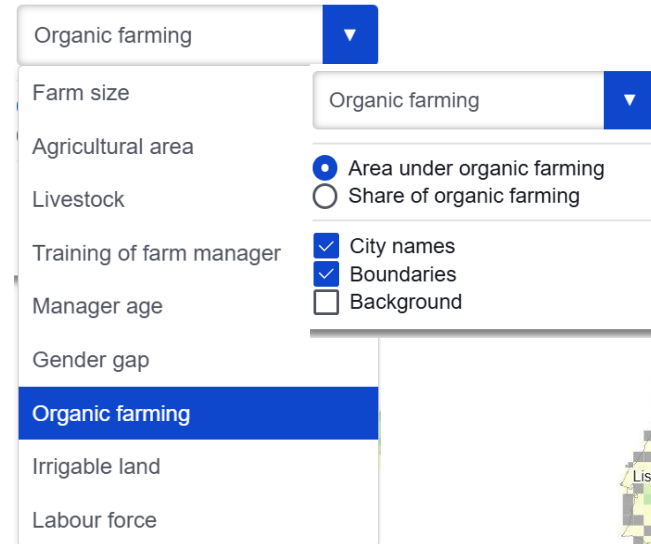 Organic farming
Farm size
Agricultural area
Livestock
Training of farm manager
Manager age
Gender gap
Organic farming
Irrigable land
Labour force
Organic farming
Area under organic farming
Share of organic farming
City names
Boundaries
Background
Lis